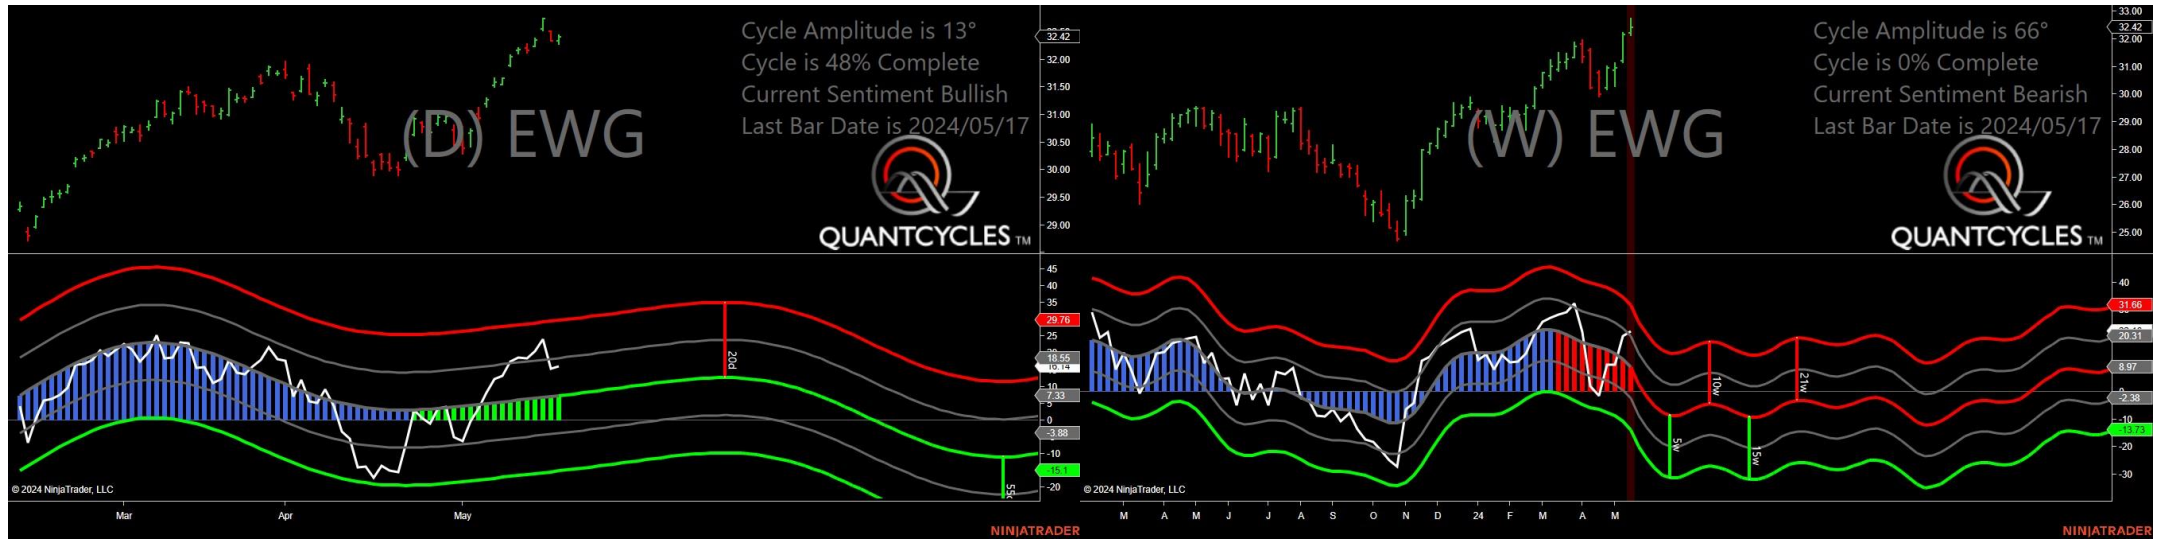 Cycle Amplitude is 13°
Cycle is 48% Complete
Current Sentiment Bullish
Last Bar Date is 2024/05/17
(D) EWG
QUANTCYCLES TM
32.42
32.00
31.50
31.00
30.50
30.00
29.50
29.00
45
40
35
29.76
25
18.55
16.14
10
7.33
5
0
-3.88
-10
-15.1
-20
20d
© 2024 NinjaTrader, LLC
Mar Apr May
NINJATRADER
Cycle Amplitude is 66°
Cycle is 0% Complete
Current Sentiment Bearish
Last Bar Date is 2024/05/17
(W) EWG
QUANTCYCLES TM
33.00
32.42
32.00
31.00
30.00
29.00
28.00
27.00
26.00
25.00
40
31.66
20.31
8.97
0
-2.38
-10
-13.73
-20
-30
10w
21w
5w
15w
© 2024 NinjaTrader, LLC
M A M J J A S O N D 24 F M A M
NINJATRADER